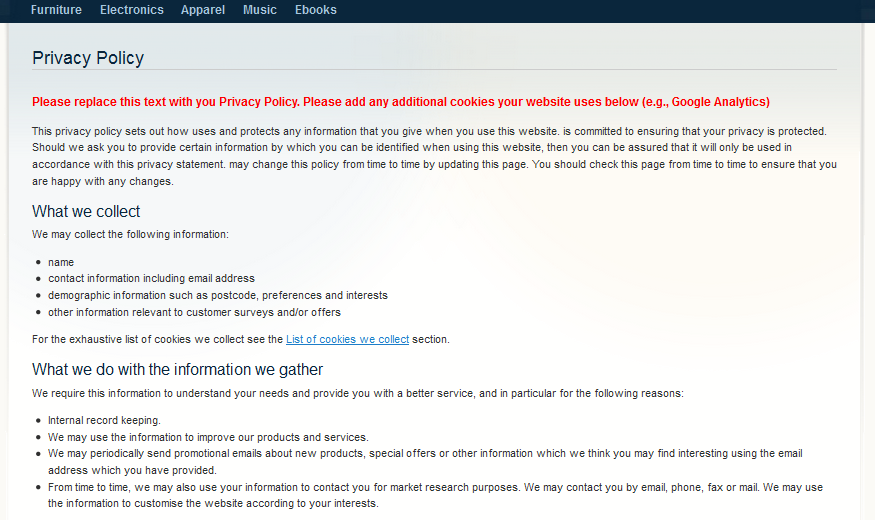 Furniture Electronics Apparel Music Ebooks
Privacy Policy
Please replace this text with you Privacy Policy. Please add any additional cookies your website uses below (e.g., Google Analytics)
This privacy policy sets out how uses and protects any information that you give when you use this website. is committed to ensuring that your privacy is protected.
Should we ask you to provide certain information by which you can be identified when using this website, then you can be assured that it will only be used in
accordance with this privacy statement. may change this policy from time to time by updating this page. You should check this page from time to time to ensure that you
are happy with any changes.
What we collect
We may collect the following information:
• name
• contact information including email address
• demographic information such as postcode, preferences and interests
• other information relevant to customer surveys and/or offers
For the exhaustive list of cookies we collect see the List of cookies we collect section.
What we do with the information we gather
We require this information to understand your needs and provide you with a better service, and in particular for the following reasons:
• Internal record keeping.
• We may use the information to improve our products and services.
• We may periodically send promotional emails about new products, special offers or other information which we think you may find interesting using the email
address which you have provided.
• From time to time, we may also use your information to contact you for market research purposes. We may contact you by email, phone, fax or mail. We may use
the information to customise the website according to your interests.